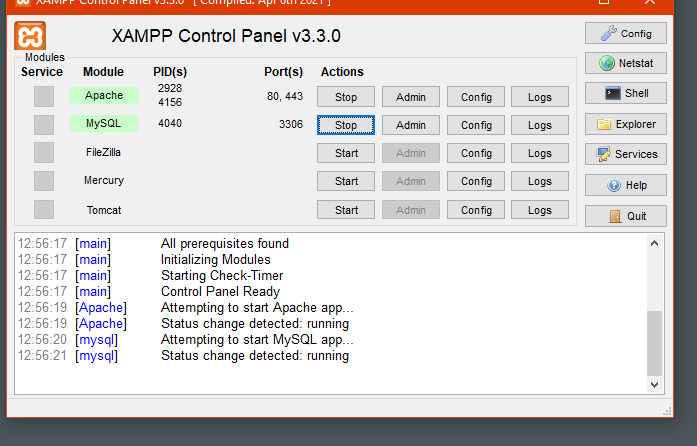 XAMPP Control Panel v3.3.0 [ Compiled: Apr 6th 2021 ]
XAMPP Control Panel v3.3.0
Config
Modules
Service Module PID(s) Port(s) Actions
Netstat
Apache 2928 4156 80, 443 Stop Admin Config Logs
Shell
MySQL 4040 3306 Stop Admin Config Logs
Explorer
FileZilla Start Admin Config Logs
Services
Mercury Start Admin Config Logs
Help
Tomcat Start Admin Config Logs
Quit
12:56:17 [main] All prerequisites found
12:56:17 [main] Initializing Modules
12:56:17 [main] Starting Check-Timer
12:56:17 [main] Control Panel Ready
12:56:19 [Apache] Attempting to start Apache app...
12:56:19 [Apache] Status change detected: running
12:56:20 [mysql] Attempting to start MySQL app...
12:56:21 [mysql] Status change detected: running